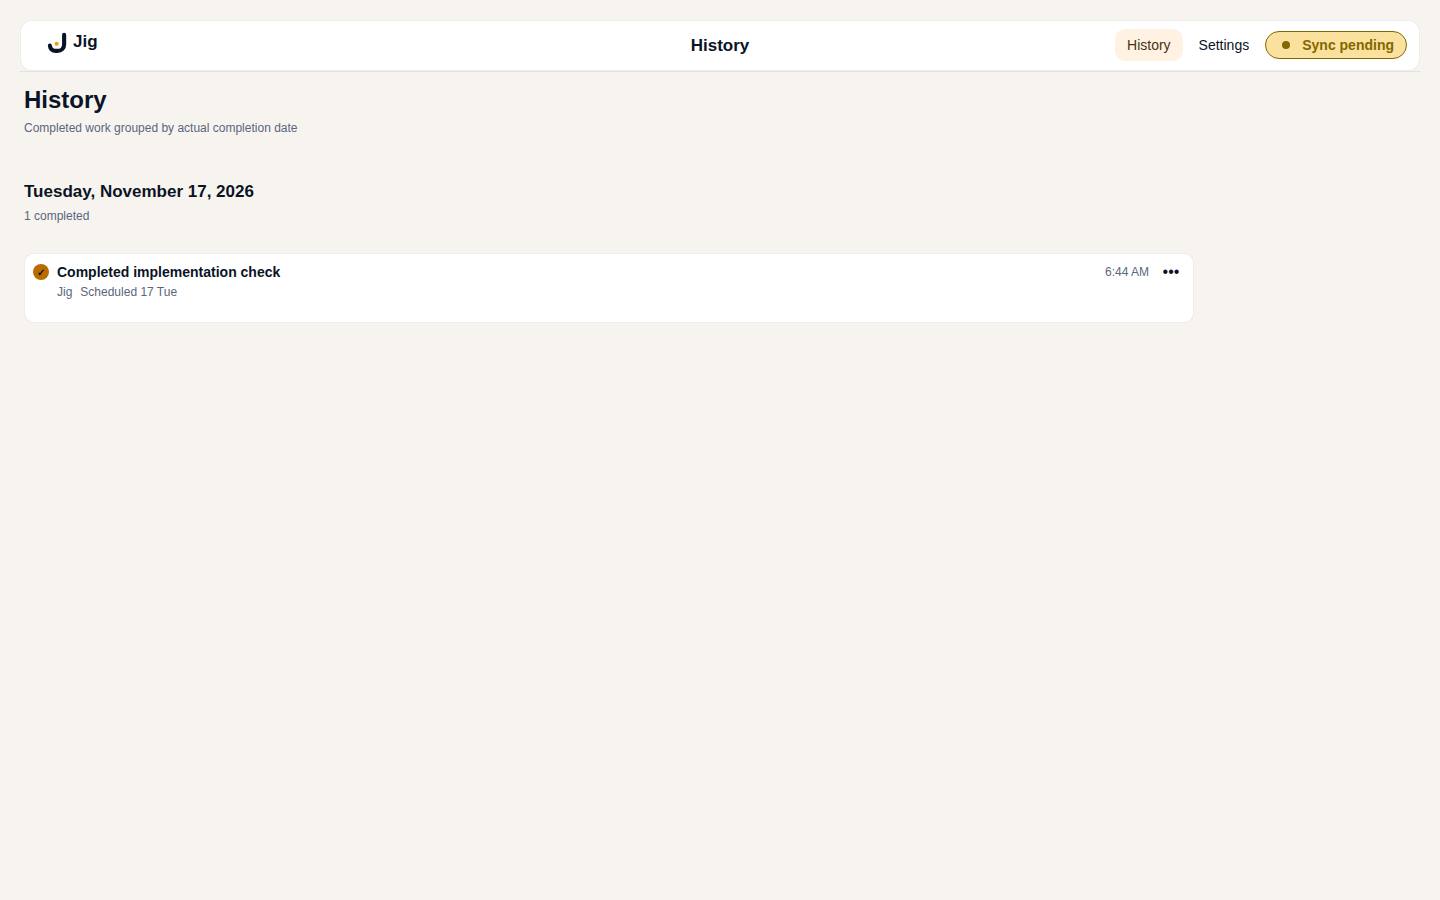 Jig
History
History
Settings
Sync pending
History
Completed work grouped by actual completion date
Tuesday, November 17, 2026
1 completed
Completed implementation check
6:44 AM
Jig Scheduled 17 Tue